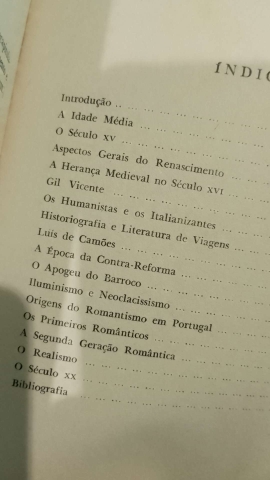 ÍNDIC
Introdução
A Idade Média
O Século XV
Aspectos Gerais do Renascimento
A Herança Medieval no Século XVI
Gil Vicente
Os Humanistas e os Italianizantes
Historiografia e Literatura de Viagens
Luís de Camões
A Época da Contra-Reforma
O Apogeu do Barroco
Iluminismo e Neoclacissismo
Origens do Romantismo em Portugal
Os Primeiros Românticos
A Segunda Geração Romântica
O Realismo
O Século XX
Bibliografia